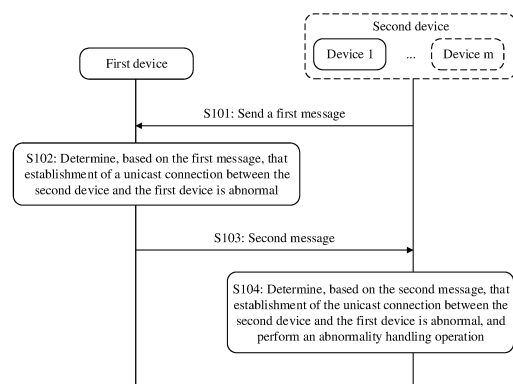 Second device
First device
Device 1
...
Device m
S101: Send a first message
S102: Determine, based on the first message, that
establishment of a unicast connection between the
second device and the first device is abnormal
S103: Second message
S104: Determine, based on the second message, that
establishment of the unicast connection between the
second device and the first device is abnormal, and
perform an abnormality handling operation